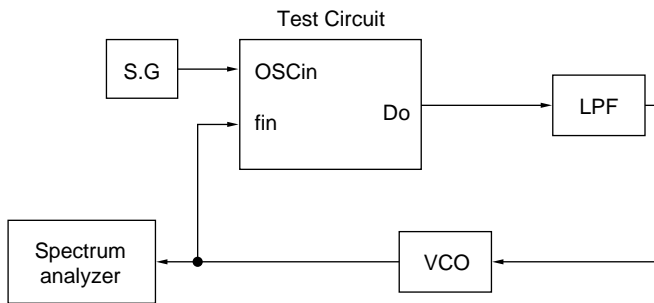 Test Circuit
S.G
OSCin
fin
Do
LPF
Spectrum
analyzer
VCO